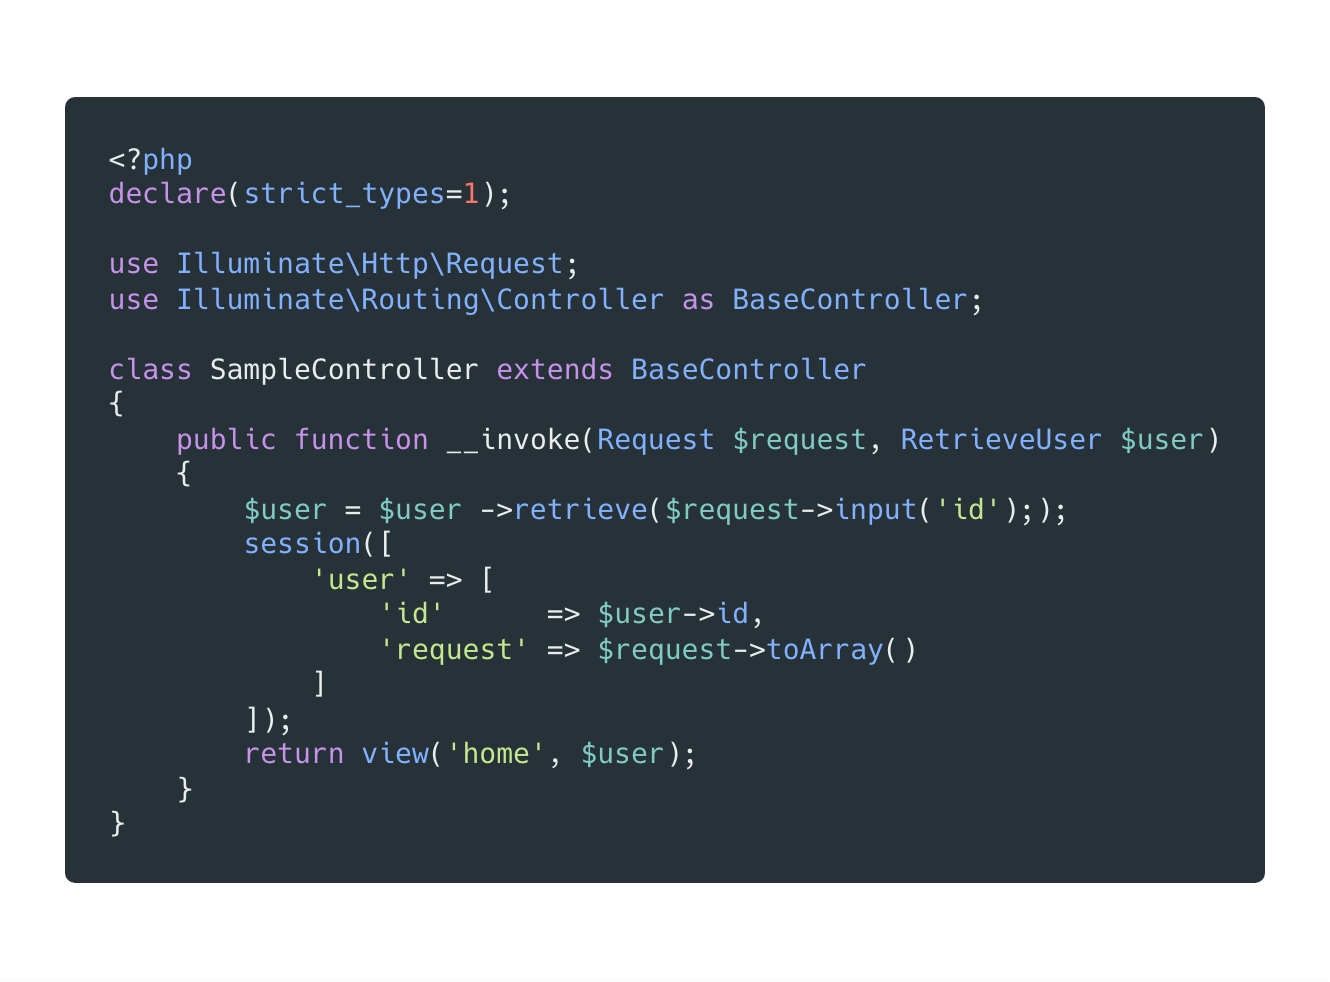 <?php
declare(strict_types=1);

use Illuminate\Http\Request;
use Illuminate\Routing\Controller as BaseController;

class SampleController extends BaseController
{
    public function __invoke(Request $request, RetrieveUser $user)
    {
        $user = $user ->retrieve($request->input('id'););
        session([
            'user' => [
                'id'      => $user->id,
                'request' => $request->toArray()
            ]
        ]);
        return view('home', $user);
    }
}